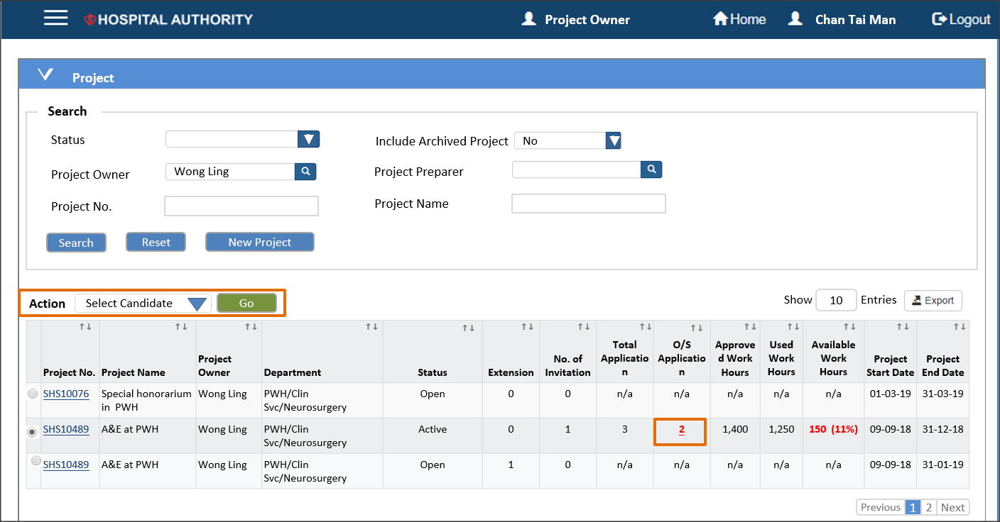 HOSPITAL AUTHORITY Project Owner Home Chan Tai Man Logout
Project
Search
Status Include Archived Project No
Project Owner Wong Ling Project Preparer
Project No. Project Name
Search Reset New Project
Action Select Candidate Go Show 10 Entries Export
Project No. Project Name Project Owner Department Status Extension No. of Invitation Total Applicatio n O/S Applicatio n Approve d Work Hours Used Work Hours Available Work Hours Project Start Date Project End Date
SHS10076 Special honorarium Wong Ling PWH/Clin Open 0 0 n/a n/a n/a n/a n/a 01-03-19 31-03-19
in PWH Svc/Neurosurgery
SHS10489 A&E at PWH Wong Ling PWH/Clin Active 0 1 3 2 1,400 1,250 150 (11%) 09-09-18 31-12-18
Svc/Neurosurgery
SHS10489 A&E at PWH Wong Ling PWH/Clin Open 1 0 n/a n/a n/a n/a n/a 09-09-18 31-01-19
Svc/Neurosurgery
Previous 1 2 Next